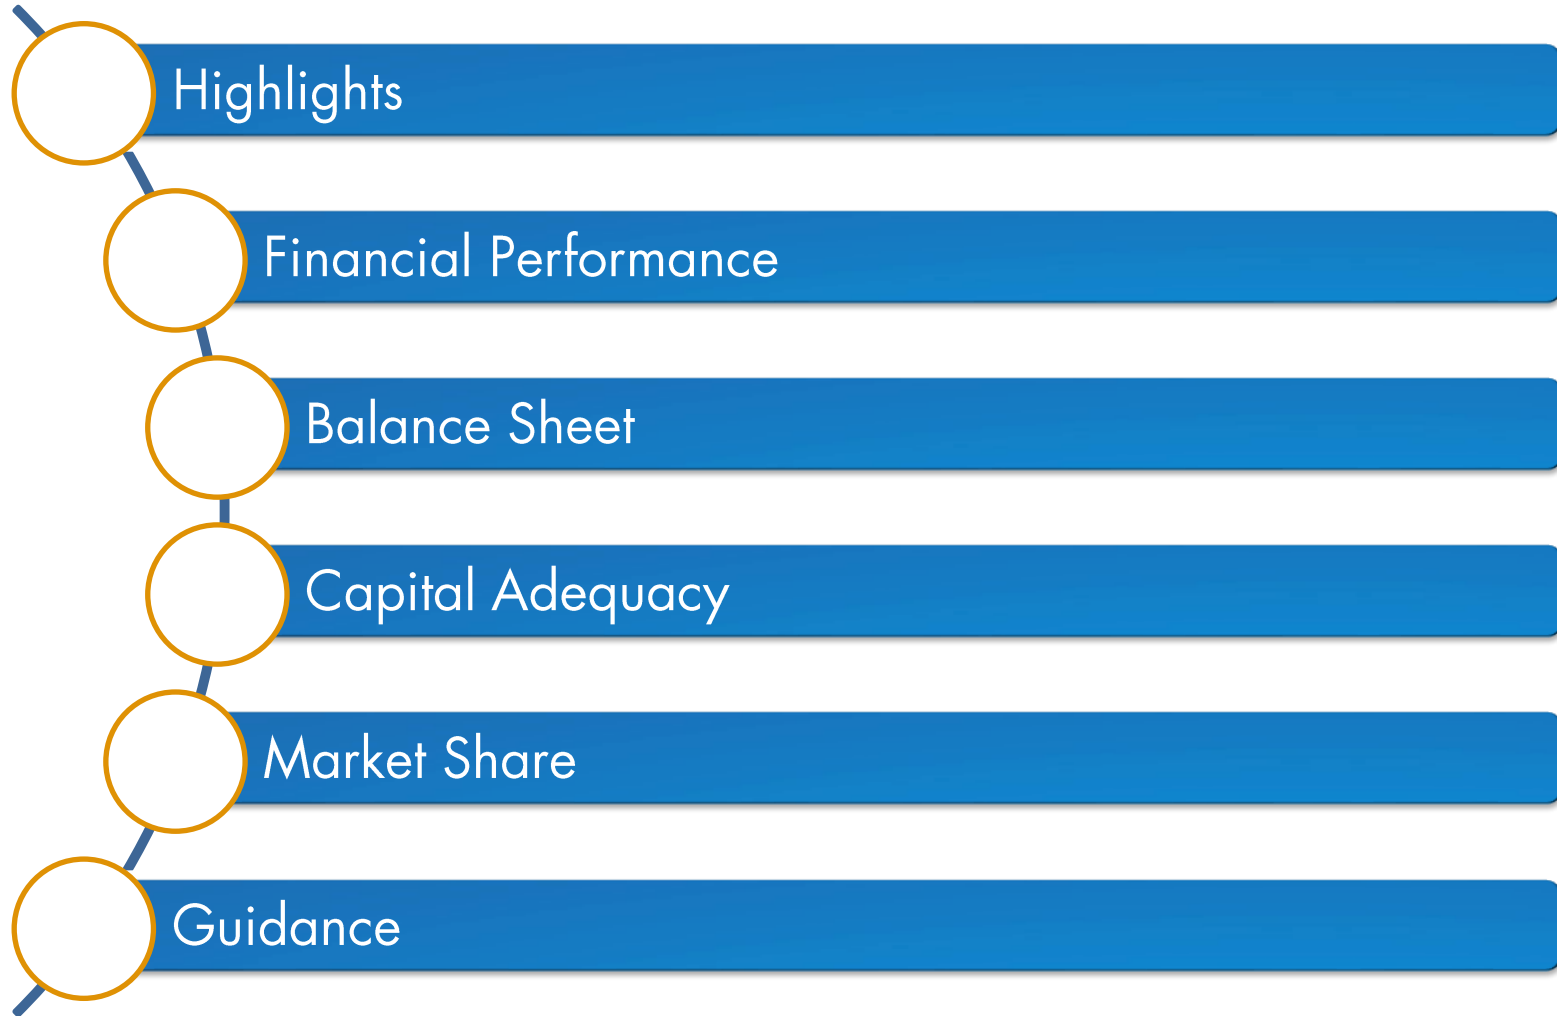 Highlights
Financial Performance
Balance Sheet
Capital Adequacy
Market Share
Guidance